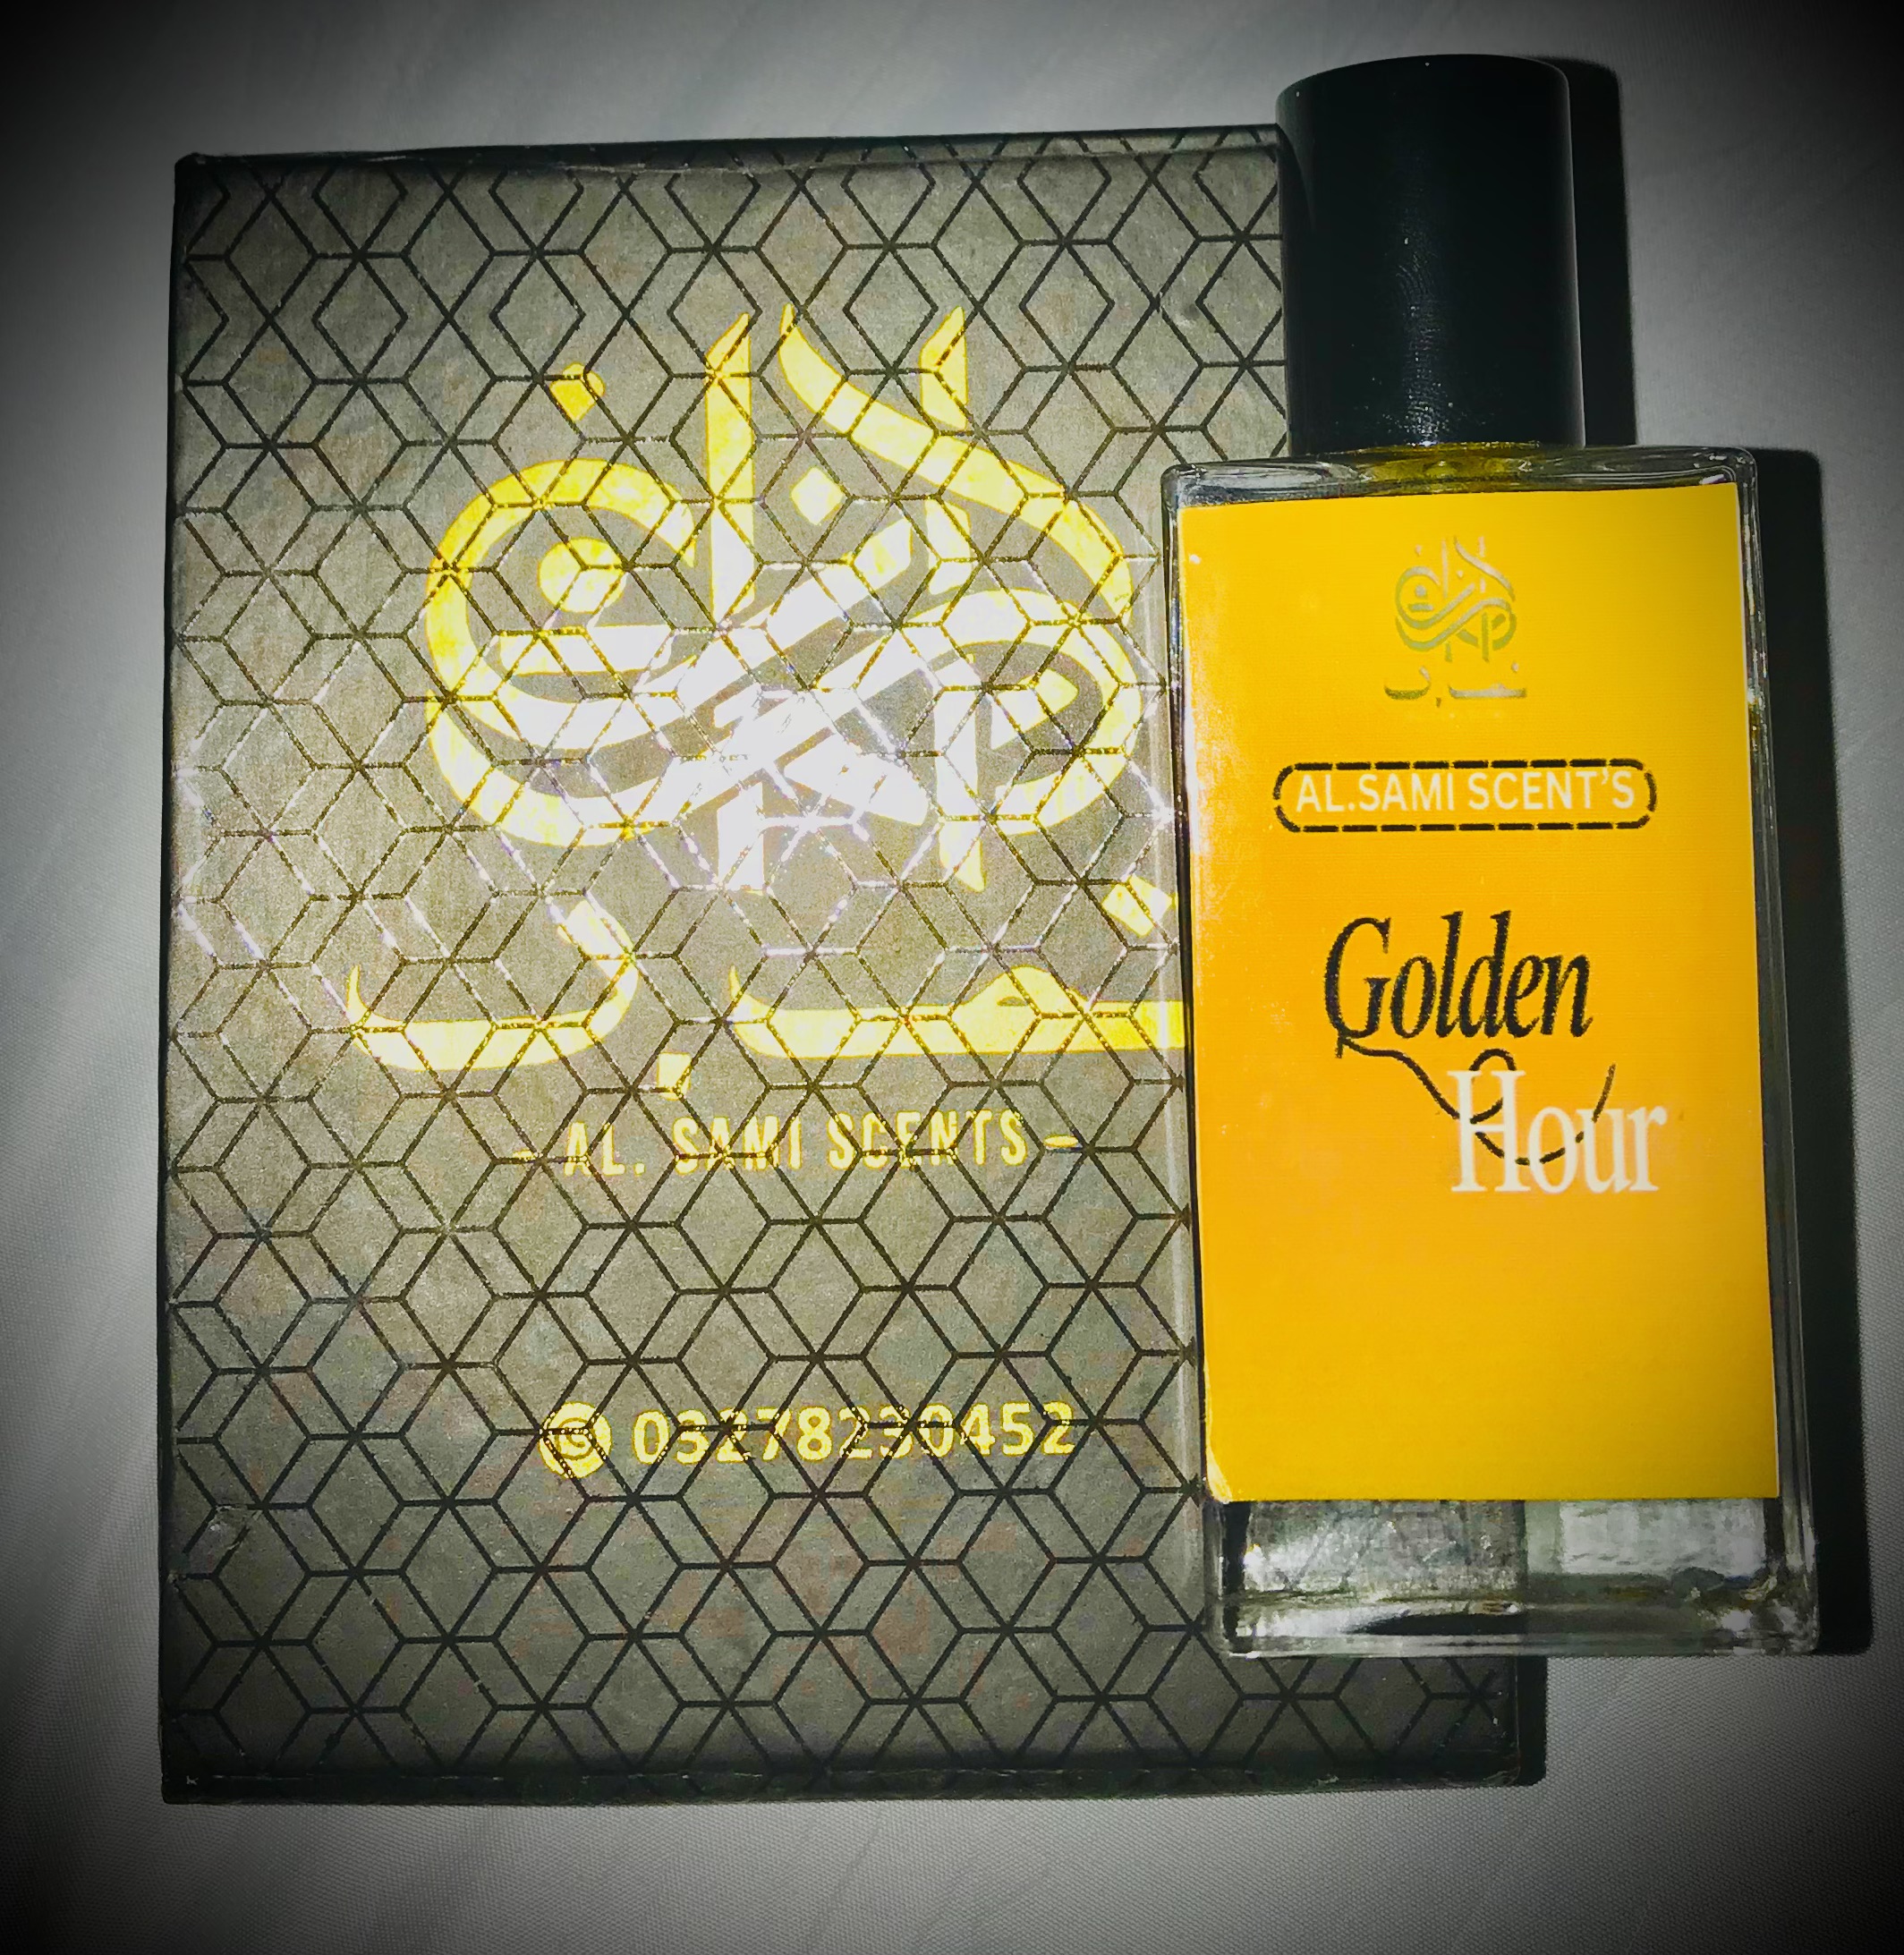 - AL. SAMI SCENTS -
03278230452
AL.SAMI SCENT'S
Golden
Hour